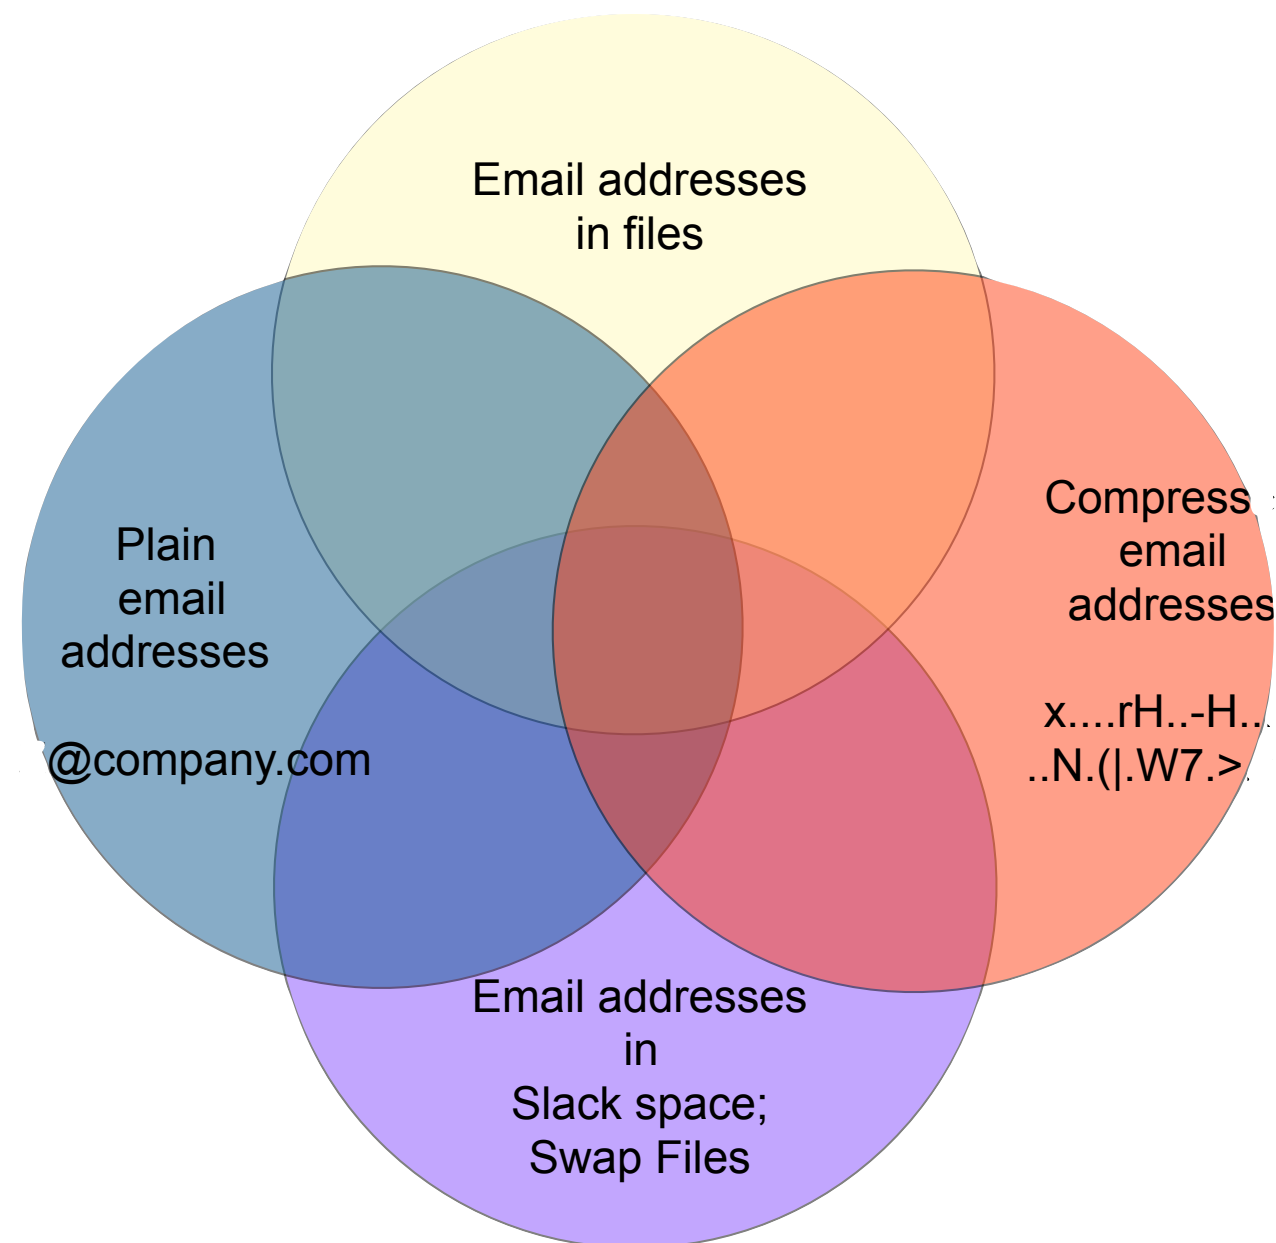 Email addresses
in files
Plain
email
addresses
@company.com
Compress
email
addresses
x....rH..-H...
..N.(|.W7.>.
Email addresses
in
Slack space;
Swap Files